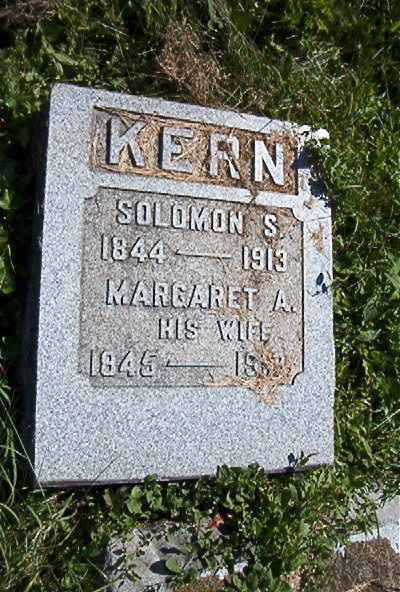 KERN
SOLOMON S.
1844 — 1913
MARGARET A.
HIS WIFE
1845 —